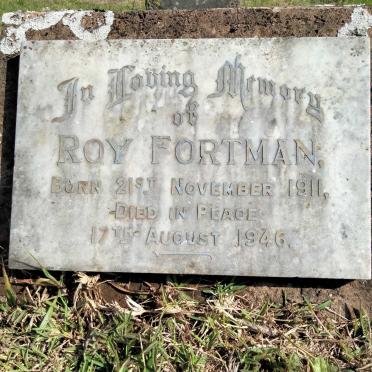 In Loving Memory
of
ROY FORTMAN,
BORN 21ST NOVEMBER 1911,
DIED IN PEACE
17TH AUGUST 1946.